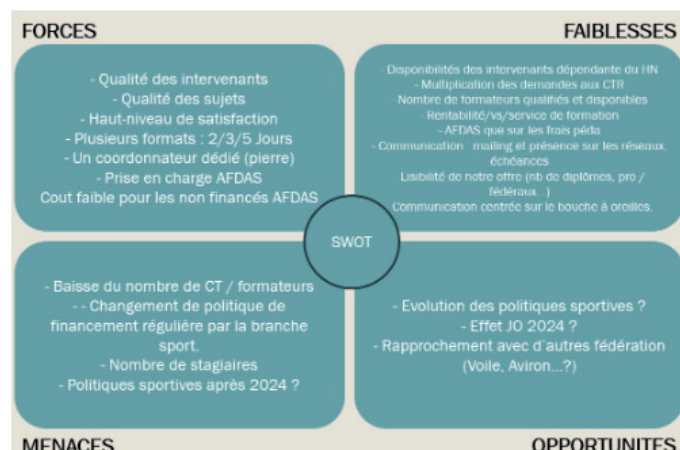 FORCES
- Qualité des intervenants
- Qualité des sujets
- Haut-niveau de satisfaction
- Plusieurs formats : 2/3/5 Jours
- Un coordonnateur dédié (pierre)
- Prise en charge AFDAS
Cout faible pour les non financés AFDAS
FAIBLESSES
- Disponibilités des intervenants dépendante du HN
- Multiplication des demandes aux CTR
- Nombre de formateurs qualifiés et disponibles
- Rentabilité/vs/service de formation
- AFDAS que sur les frais péda
- Communication : mailing et présence sur les réseaux,
échéances
Lisibilité de notre offre (nb de diplômes, pro /
fédéraux...)
Communication centrée sur le bouche à oreilles.
SWOT
- Baisse du nombre de CT / formateurs
- - Changement de politique de
financement régulière par la branche
sport.
- Nombre de stagiaires
- Politiques sportives après 2024 ?
MENACES
- Evolution des politiques sportives ?
- Effet JO 2024 ?
- Rapprochement avec d'autres fédération
(Voile, Aviron...?)
OPPORTUNITES